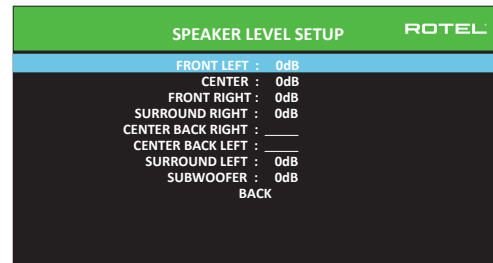 SPEAKER LEVEL SETUP ROTEL
FRONT LEFT : 0dB
CENTER : 0dB
FRONT RIGHT : 0dB
SURROUND RIGHT : 0dB
CENTER BACK RIGHT : _____
CENTER BACK LEFT : _____
SURROUND LEFT : 0dB
SUBWOOFER : 0dB
BACK